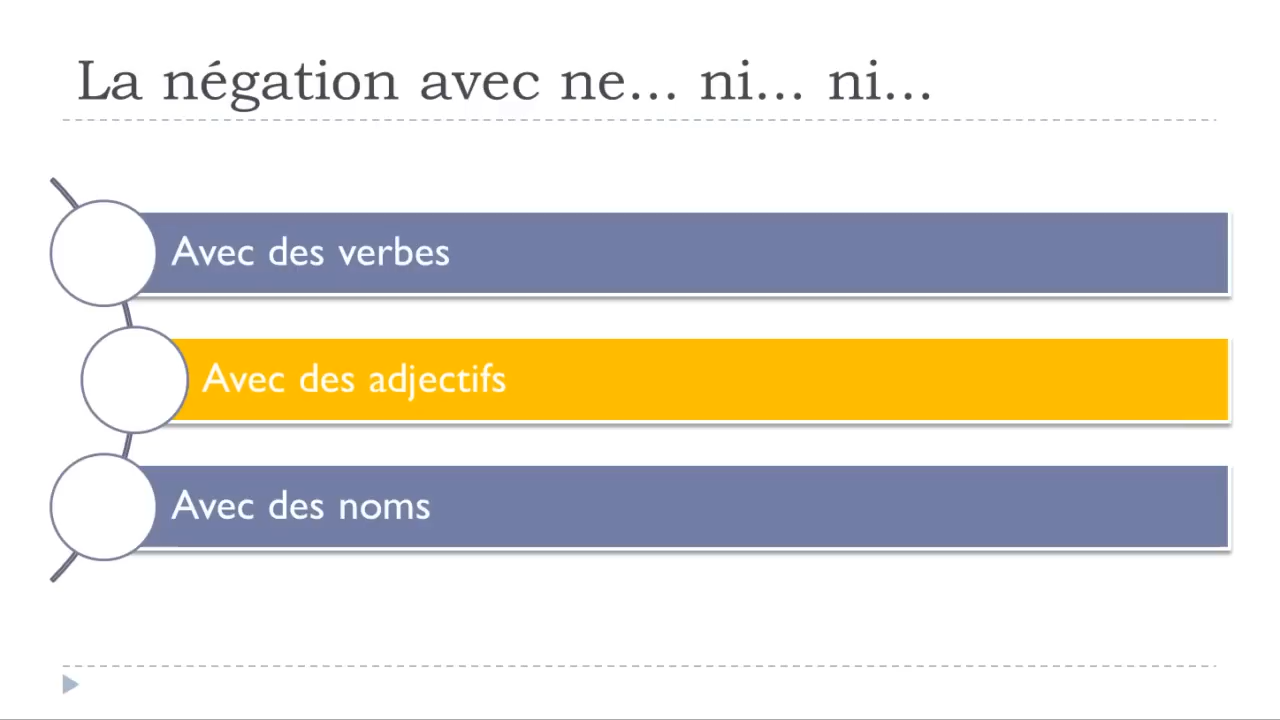 La négation avec ne... ni... ni...
Avec des verbes
Avec des adjectifs
Avec des noms